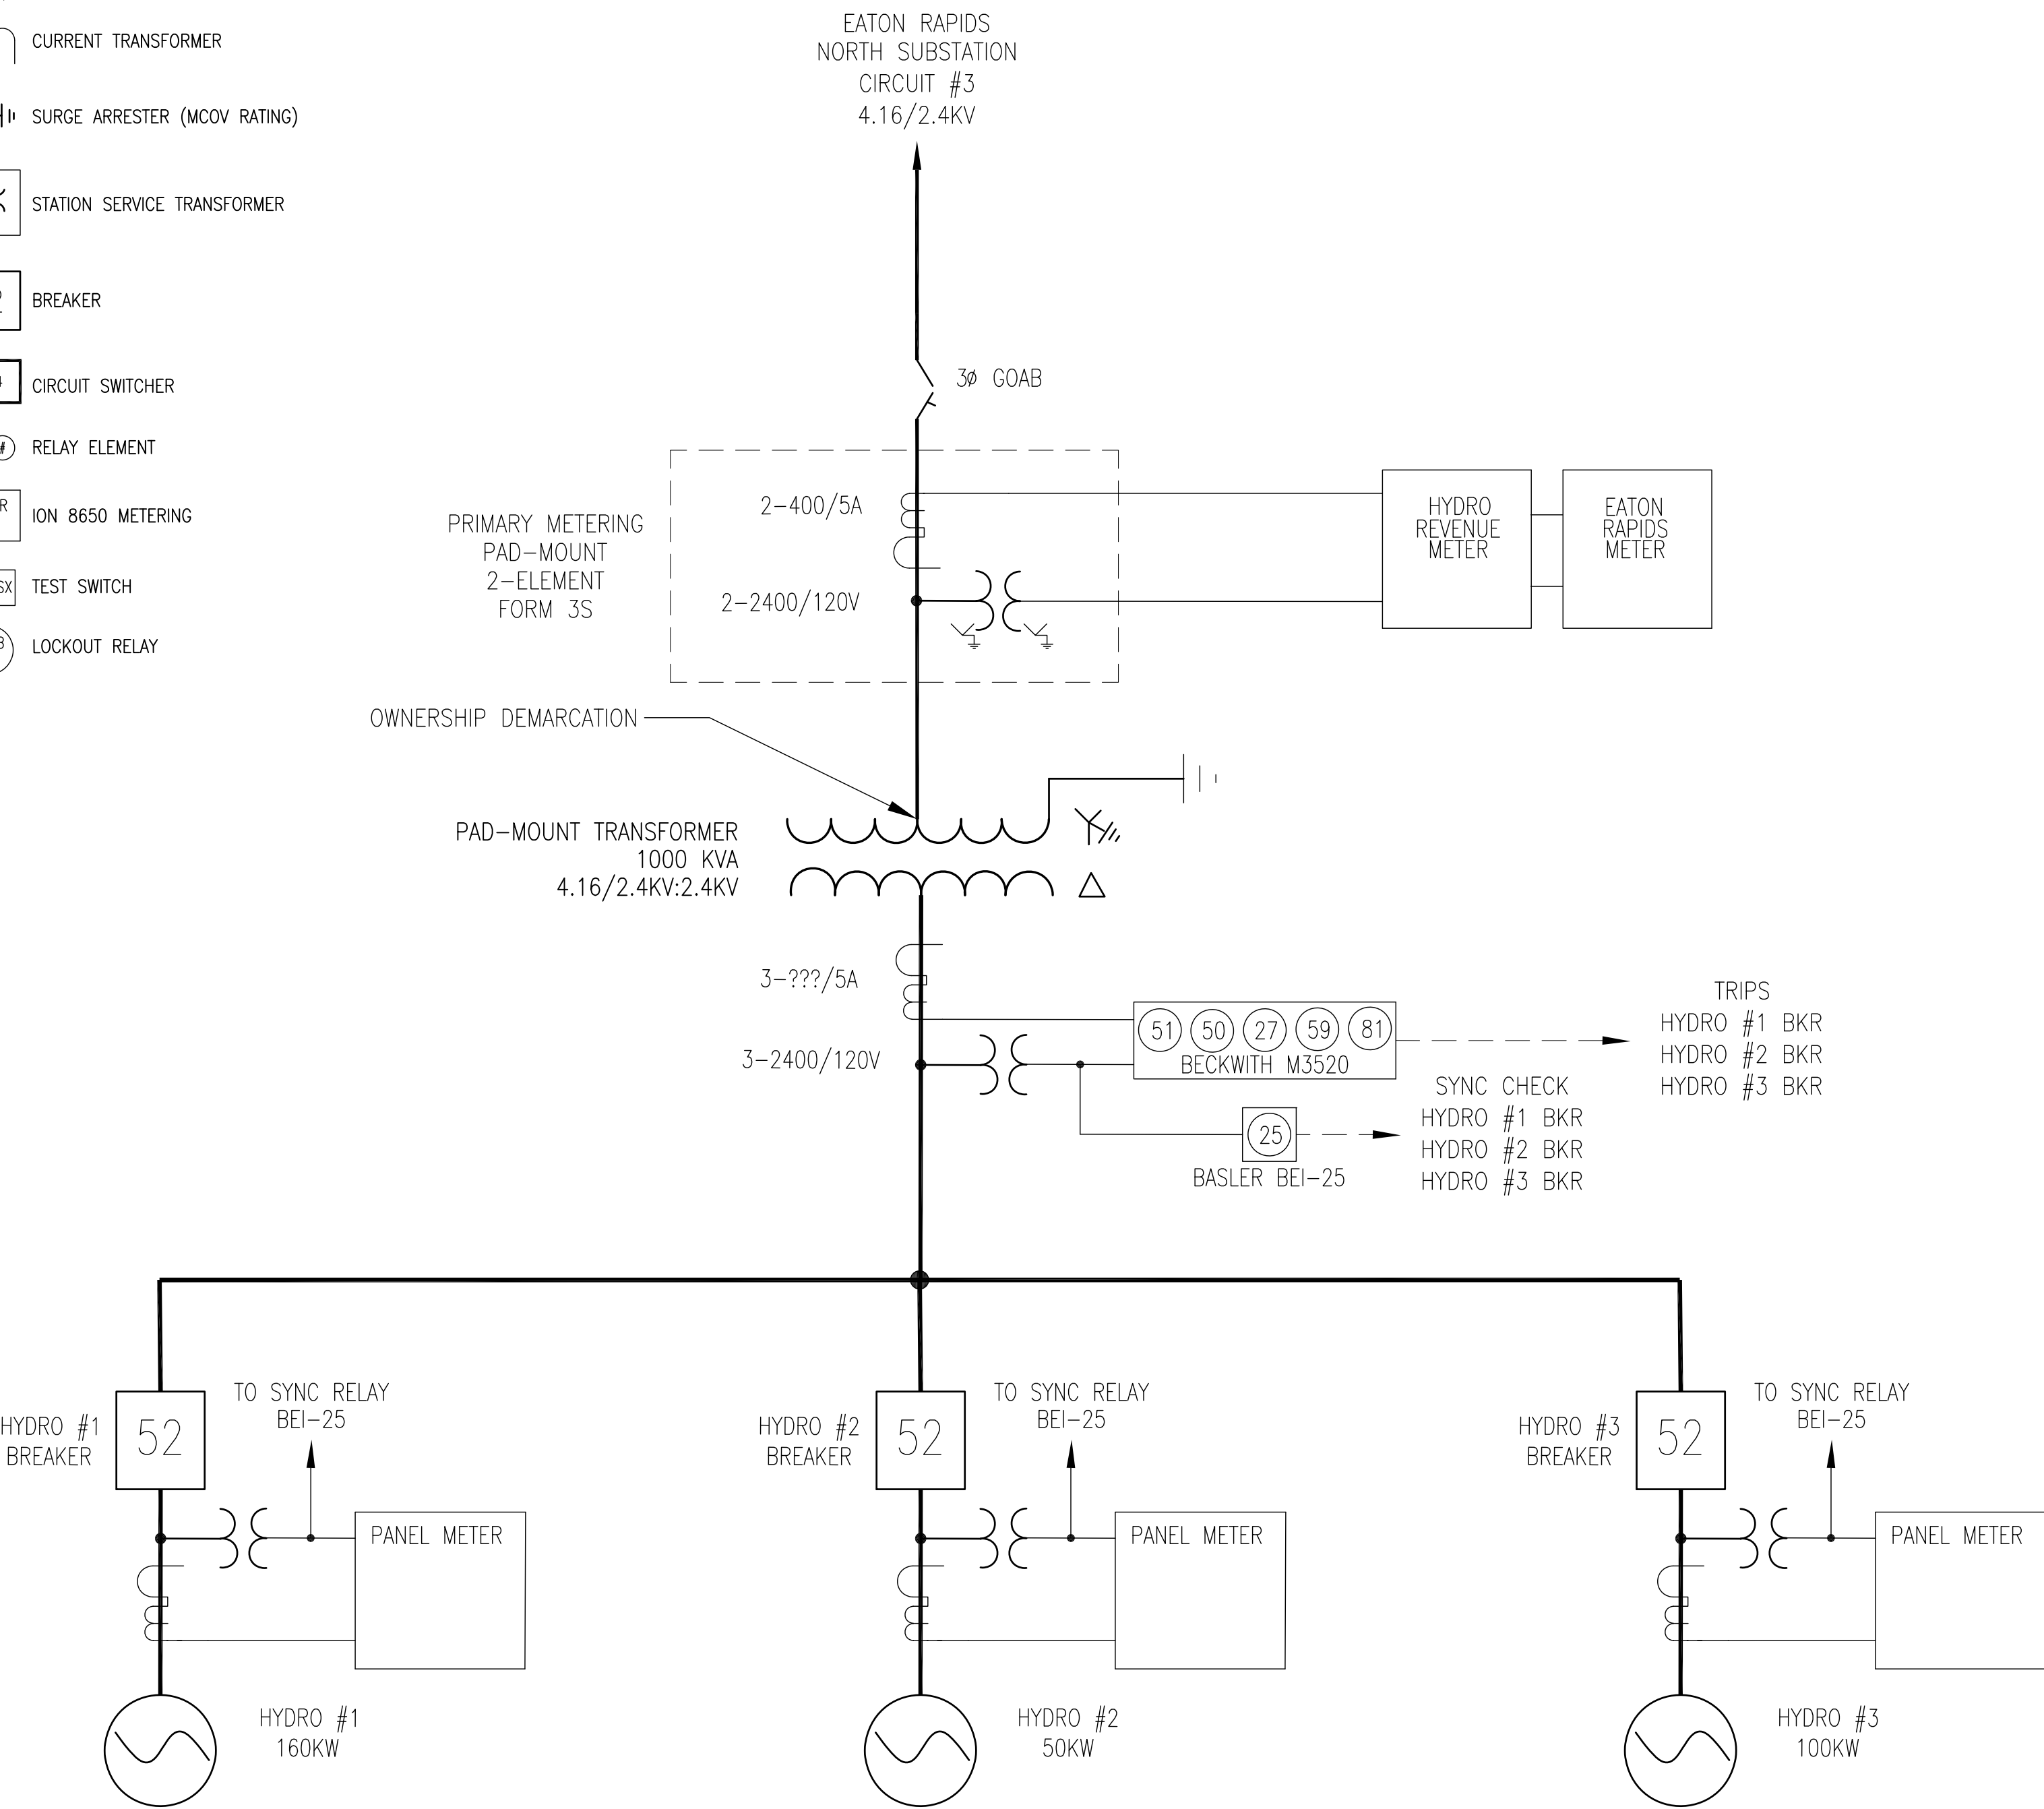 CURRENT TRANSFORMER
SURGE ARRESTER (MCOV RATING)
STATION SERVICE TRANSFORMER
BREAKER
CIRCUIT SWITCHER
#
RELAY ELEMENT
R
ION 8650 METERING
SX
TEST SWITCH
LOCKOUT RELAY
EATON RAPIDS
NORTH SUBSTATION
CIRCUIT #3
4.16/2.4KV
3ø GOAB
PRIMARY METERING
PAD-MOUNT
2-ELEMENT
FORM 3S
2-400/5A
2-2400/120V
HYDRO
REVENUE
METER
EATON
RAPIDS
METER
OWNERSHIP DEMARCATION
PAD-MOUNT TRANSFORMER
1000 KVA
4.16/2.4KV:2.4KV
3-???/5A
3-2400/120V
51 50 27 59 81
BECKWITH M3520
TRIPS
HYDRO #1 BKR
HYDRO #2 BKR
HYDRO #3 BKR
25
BASLER BEI-25
SYNC CHECK
HYDRO #1 BKR
HYDRO #2 BKR
HYDRO #3 BKR
HYDRO #1
BREAKER
52
TO SYNC RELAY
BEI-25
PANEL METER
HYDRO #1
160KW
HYDRO #2
BREAKER
52
TO SYNC RELAY
BEI-25
PANEL METER
HYDRO #2
50KW
HYDRO #3
BREAKER
52
TO SYNC RELAY
BEI-25
PANEL METER
HYDRO #3
100KW